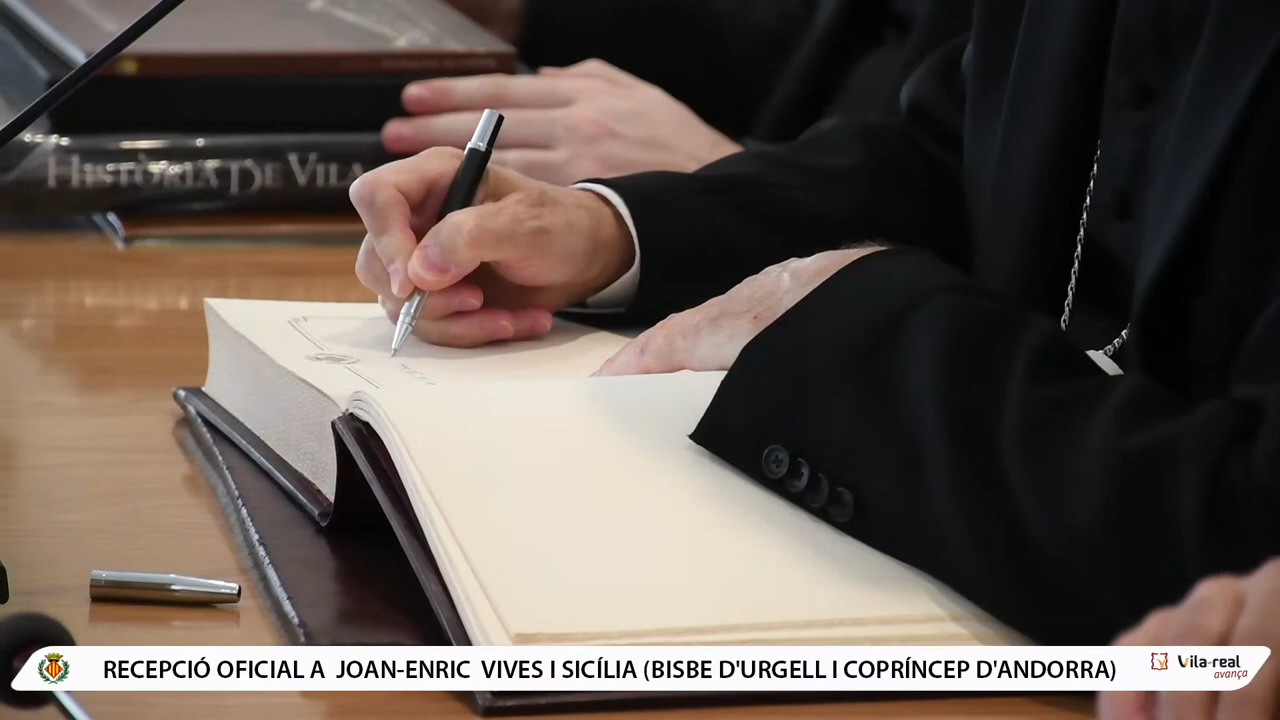 HISTÒRIA DE VILA
RECEPCIÓ OFICIAL A JOAN-ENRIC VIVES I SICÍLIA (BISBE D'URGELL I COPRÍNCEP D'ANDORRA)
Vila-real
avança